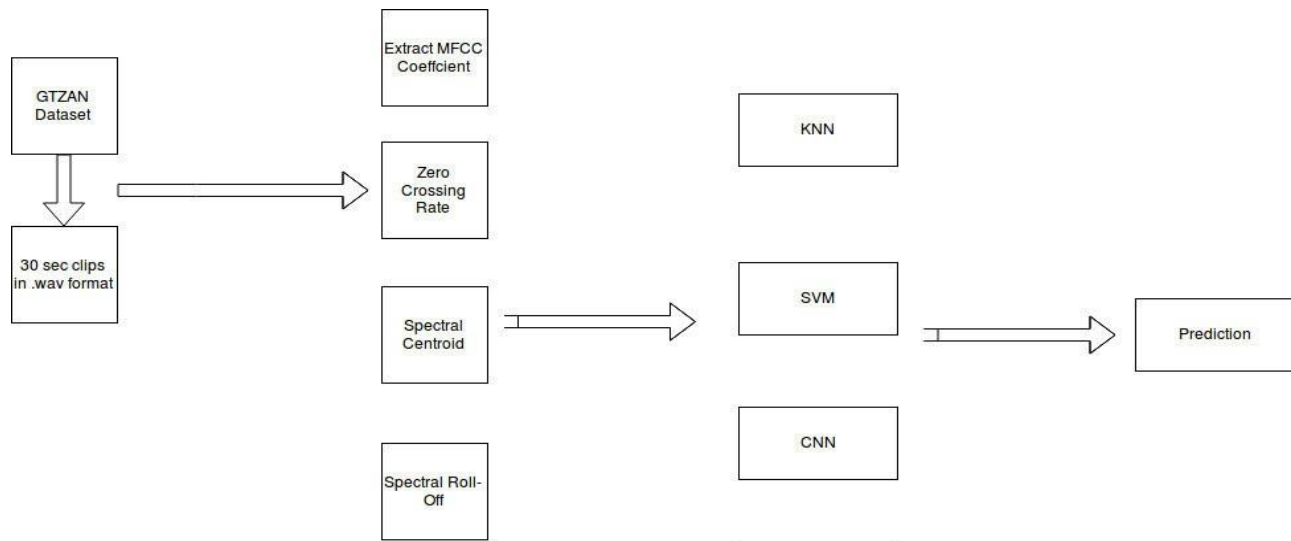 GTZAN
Dataset
30 sec clips
in .wav format
Extract MFCC
Coeffcient
Zero
Crossing
Rate
Spectral
Centroid
Spectral Roll-
Off
KNN
SVM
CNN
Prediction